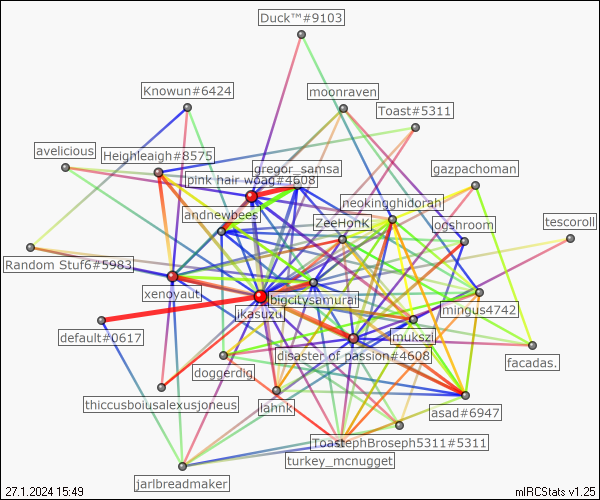 Duck™#9103
Knowun#6424
moonraven
Toast#5311
avelicious
Heighleaigh#8575
gregor_samsa
pink hair woag#4608
gazpachoman
andnewbees
neokingghidorah
ZeeHonK
ogshroom
tescoroll
Random Stuf6#5983
xenoyaut
bigcitysamurai
jkasuzu
mingus4742
default#0617
mukszi
disaster of passion#4608
facadas.
doggerdig
thiccusboiusalexusjoneus
lahnk
asad#6947
ToastephBroseph5311#5311
turkey_mcnugget
jarlbreadmaker
27.1.2024 15:49
mIRCStats v1.25